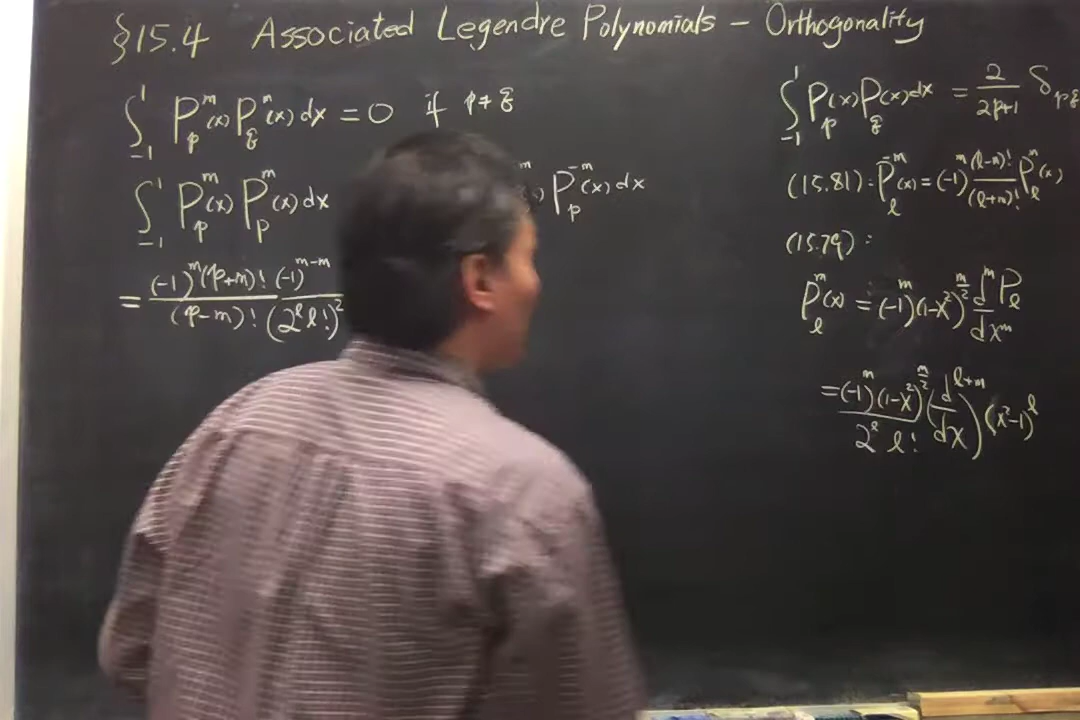 §15.4 Associated Legendre Polynomials - Orthogonality
∫_{-1}^{1} P_p^m(x) P_q^m(x) dx = 0 if p ≠ q
∫_{-1}^{1} P_p^m(x) P_p^m(x) dx
P_p^{-m}(x) dx
= (-1)^m (p+m)! (-1)^{m-m}
(p-m)! (2^l l!)^2
∫_{-1}^{1} P_p(x) P_q(x) dx = 2/(2p+1) δ_{pq}
(15.81): P_l^{-m}(x) = (-1)^m (l-m)!/(l+m)! P_l^m(x)
(15.79):
P_l^m(x) = (-1)^m (1-x^2)^{m/2} d^m/dx^m P_l
= (-1)^m (1-x^2)^{m/2}/(2^l l!) (d/dx)^{l+m} (x^2-1)^l